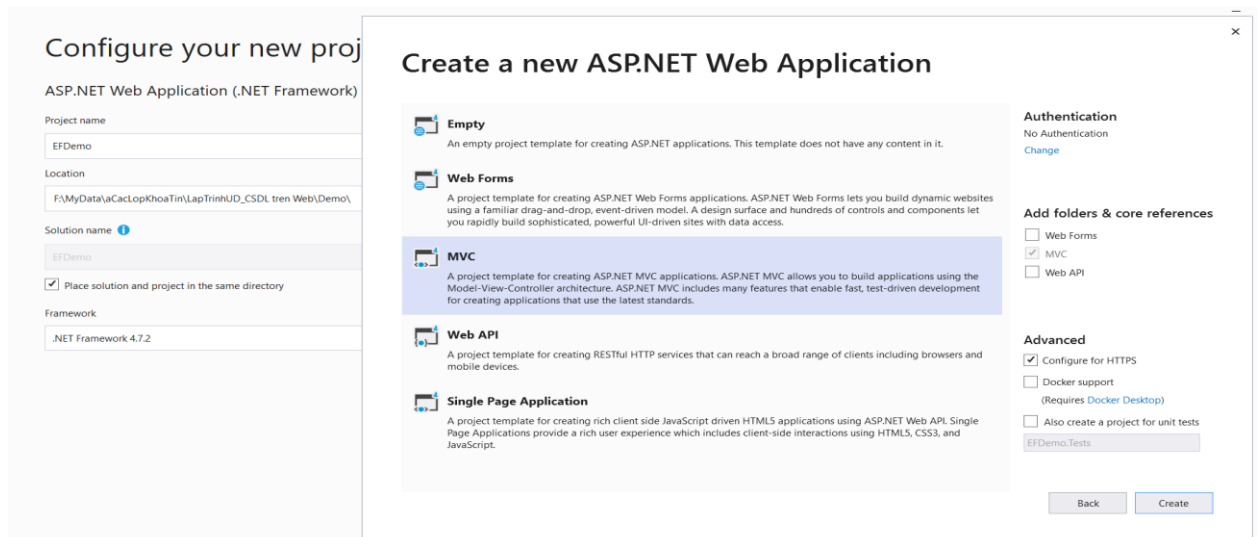 Configure your new proj
ASP.NET Web Application (.NET Framework)
Project name
EFDemo
Location
F:\MyData\aCacLopKhoaTin\LapTrinhUD_CSDL tren Web\Demo\
Solution name
EFDemo
Place solution and project in the same directory
Framework
.NET Framework 4.7.2
Create a new ASP.NET Web Application
Empty
An empty project template for creating ASP.NET applications. This template does not have any content in it.
Web Forms
A project template for creating ASP.NET Web Forms applications. ASP.NET Web Forms lets you build dynamic websites
using a familiar drag-and-drop, event-driven model. A design surface and hundreds of controls and components let
you rapidly build sophisticated, powerful UI-driven sites with data access.
MVC
A project template for creating ASP.NET MVC applications. ASP.NET MVC allows you to build applications using the
Model-View-Controller architecture. ASP.NET MVC includes many features that enable fast, test-driven development
for creating applications that use the latest standards.
Web API
A project template for creating RESTful HTTP services that can reach a broad range of clients including browsers and
mobile devices.
Single Page Application
A project template for creating rich client side JavaScript driven HTML5 applications using ASP.NET Web API. Single
Page Applications provide a rich user experience which includes client-side interactions using HTML5, CSS3, and
JavaScript.
Authentication
No Authentication
Change
Add folders & core references
Web Forms
MVC
Web API
Advanced
Configure for HTTPS
Docker support
(Requires Docker Desktop)
Also create a project for unit tests
EFDemo.Tests
Back
Create